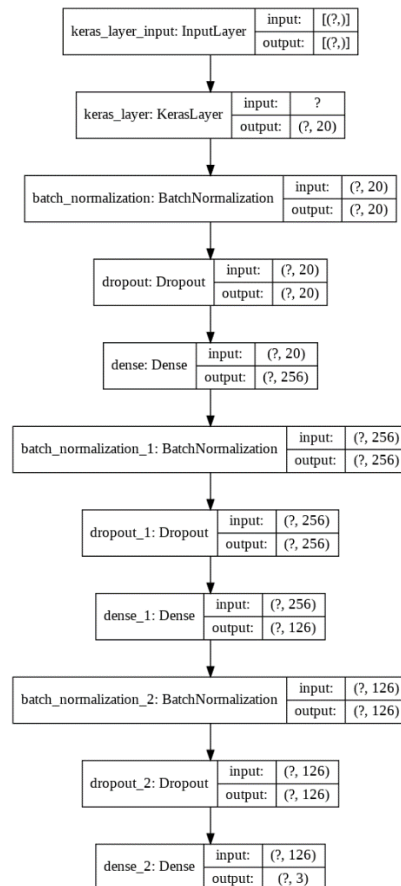 keras_layer_input: InputLayer
input: [(?,)]
output: [(?,)]
keras_layer: KerasLayer
input: ?
output: (?, 20)
batch_normalization: BatchNormalization
input: (?, 20)
output: (?, 20)
dropout: Dropout
input: (?, 20)
output: (?, 20)
dense: Dense
input: (?, 20)
output: (?, 256)
batch_normalization_1: BatchNormalization
input: (?, 256)
output: (?, 256)
dropout_1: Dropout
input: (?, 256)
output: (?, 256)
dense_1: Dense
input: (?, 256)
output: (?, 126)
batch_normalization_2: BatchNormalization
input: (?, 126)
output: (?, 126)
dropout_2: Dropout
input: (?, 126)
output: (?, 126)
dense_2: Dense
input: (?, 126)
output: (?, 3)